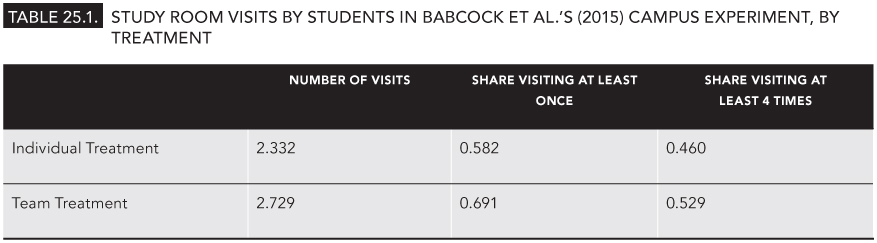 TABLE 25.1. STUDY ROOM VISITS BY STUDENTS IN BABCOCK ET AL.'S (2015) CAMPUS EXPERIMENT, BY
TREATMENT
NUMBER OF VISITS SHARE VISITING AT LEAST SHARE VISITING AT
ONCE LEAST 4 TIMES
Individual Treatment 2.332 0.582 0.460
Team Treatment 2.729 0.691 0.529